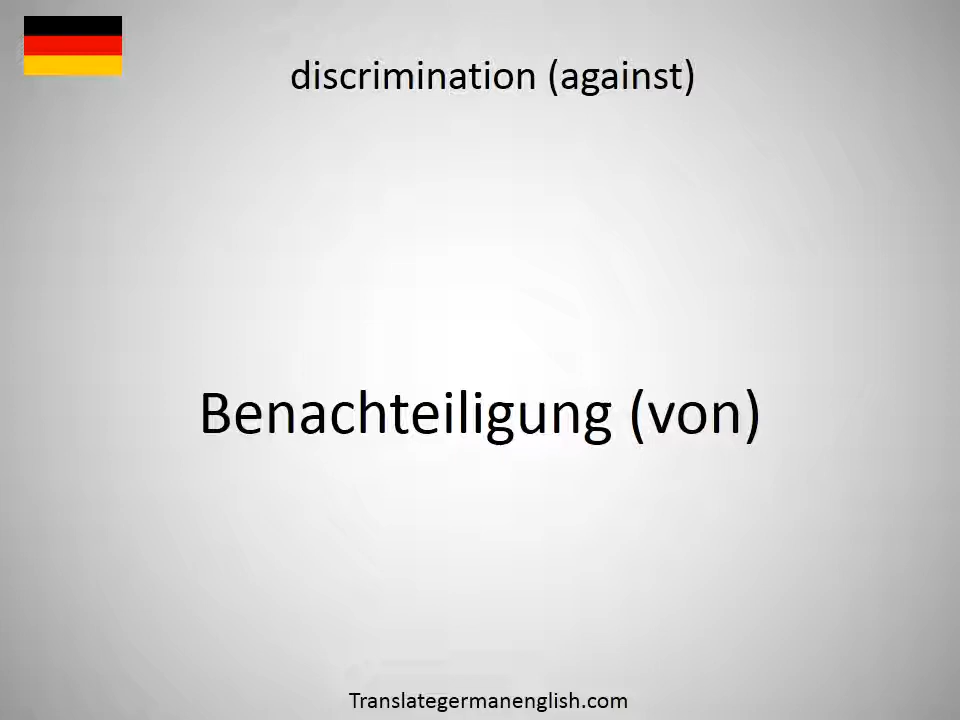 discrimination (against)
Benachteiligung (von)
Translategermanenglish.com